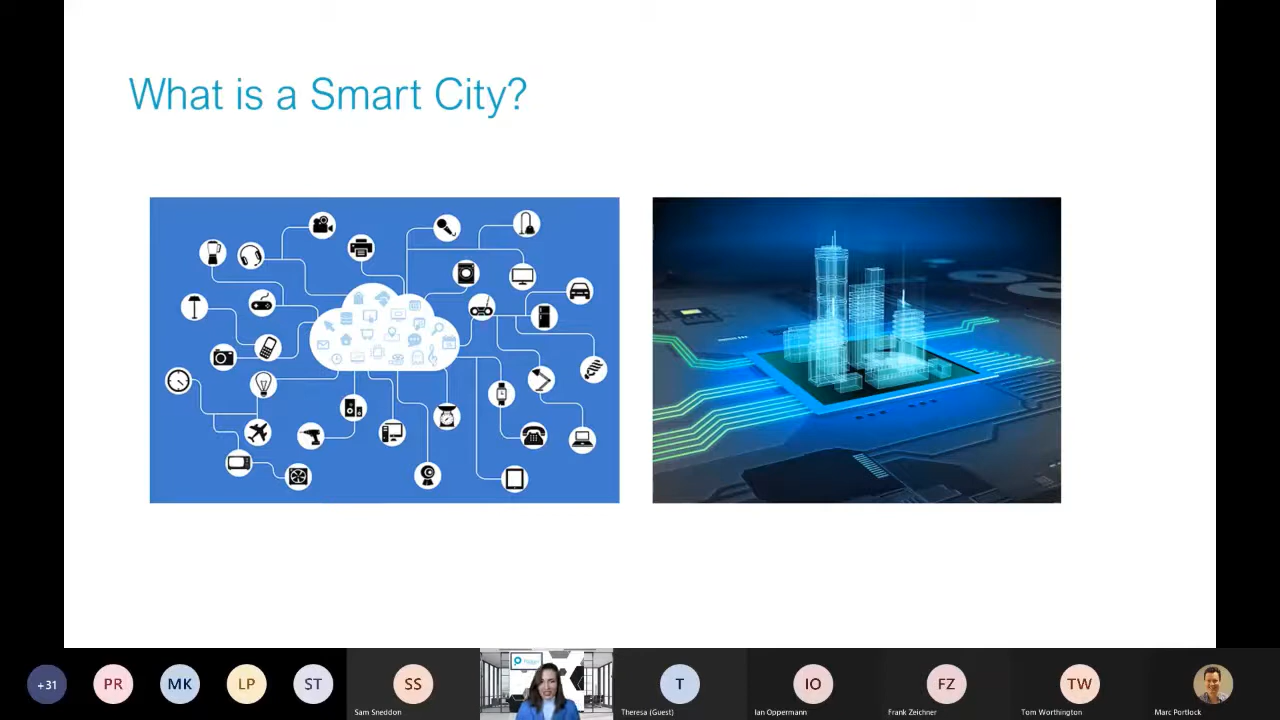 What is a Smart City?
+31
PR
MK
LP
ST
SS
T
IO
FZ
TW
Sam Sneddon
Theresa (Guest)
Ian Oppermann
Frank Zeichner
Tom Worthington
Marc Portlock